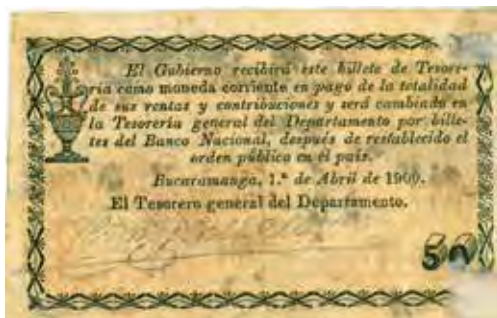 El Gobierno recibirá este billete de Tesore-
ría como moneda corriente en pago de la totalidad
de sus rentas y contribuciones y será cambiado en
la Tesorería general del Departamento por bille-
tes del Banco Nacional, después de restablecido el
orden público en el país.
Bucaramanga, 1.º de Abril de 1900.
El Tesorero general del Departamento.
50